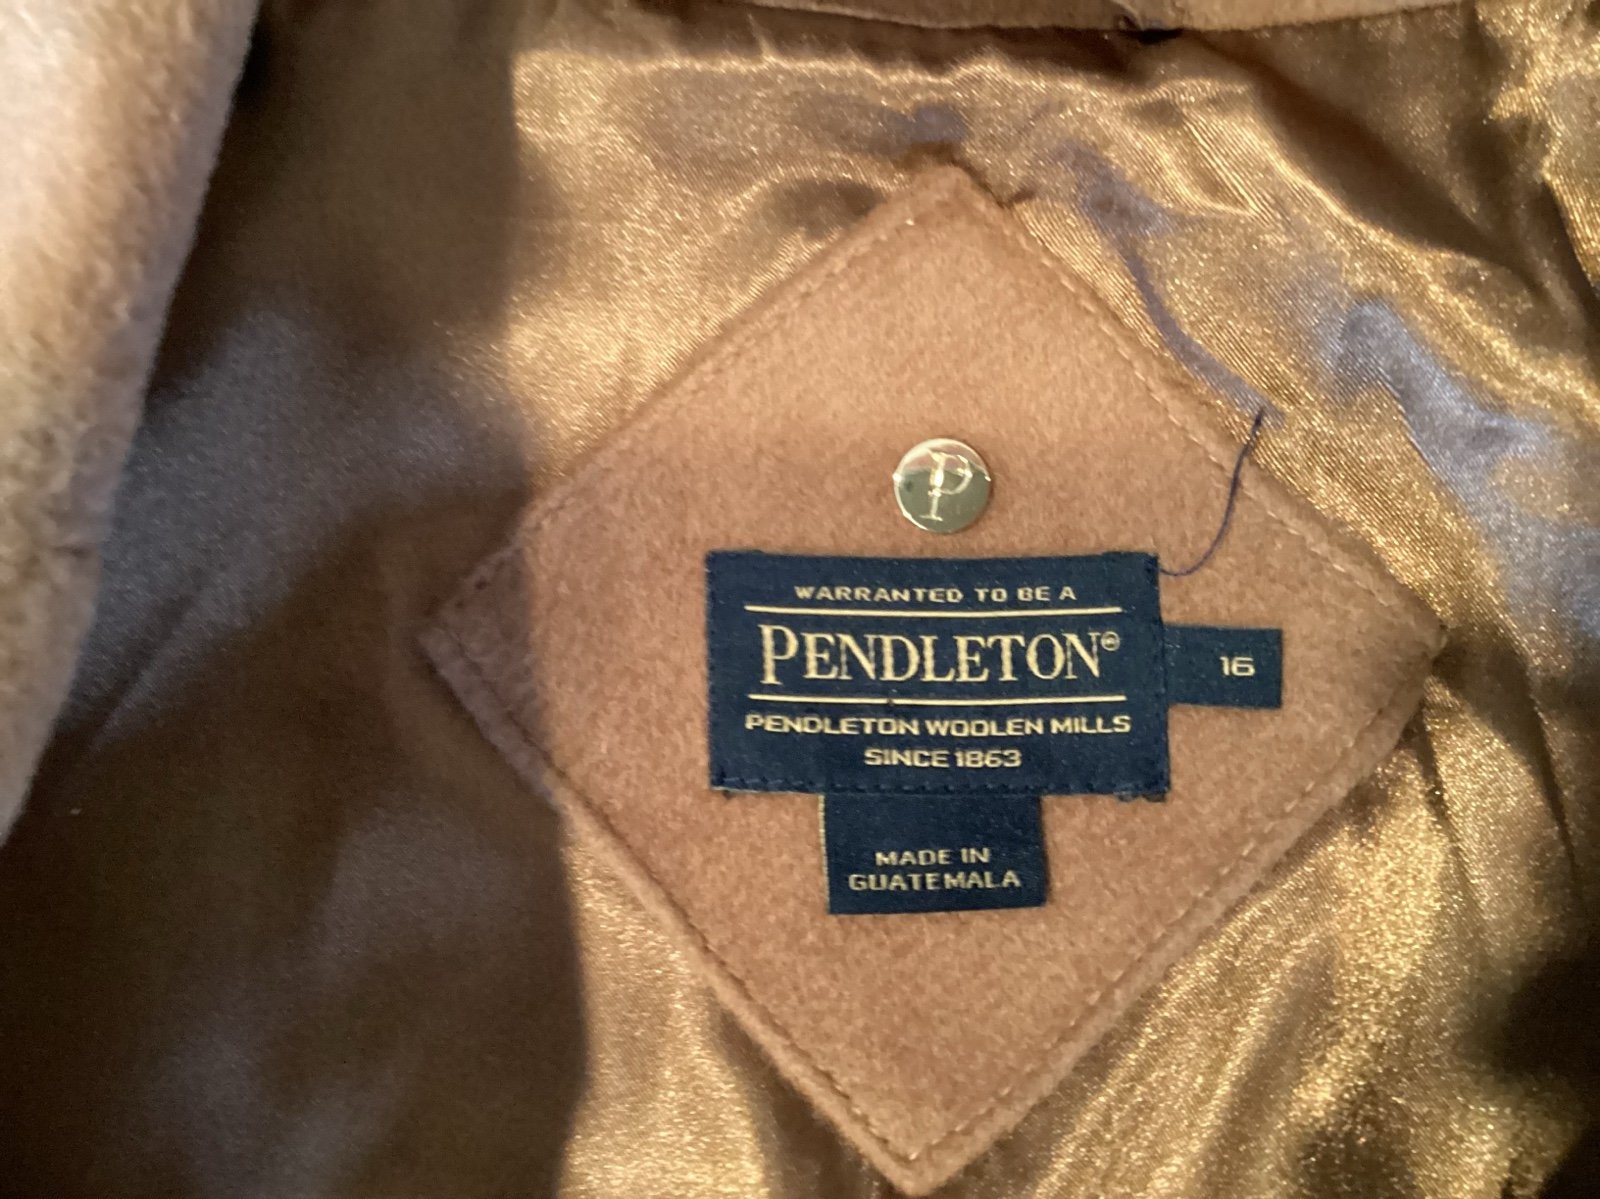 P
WARRANTED TO BE A
PENDLETON®
PENDLETON WOOLEN MILLS
SINCE 1863
16
MADE IN
GUATEMALA